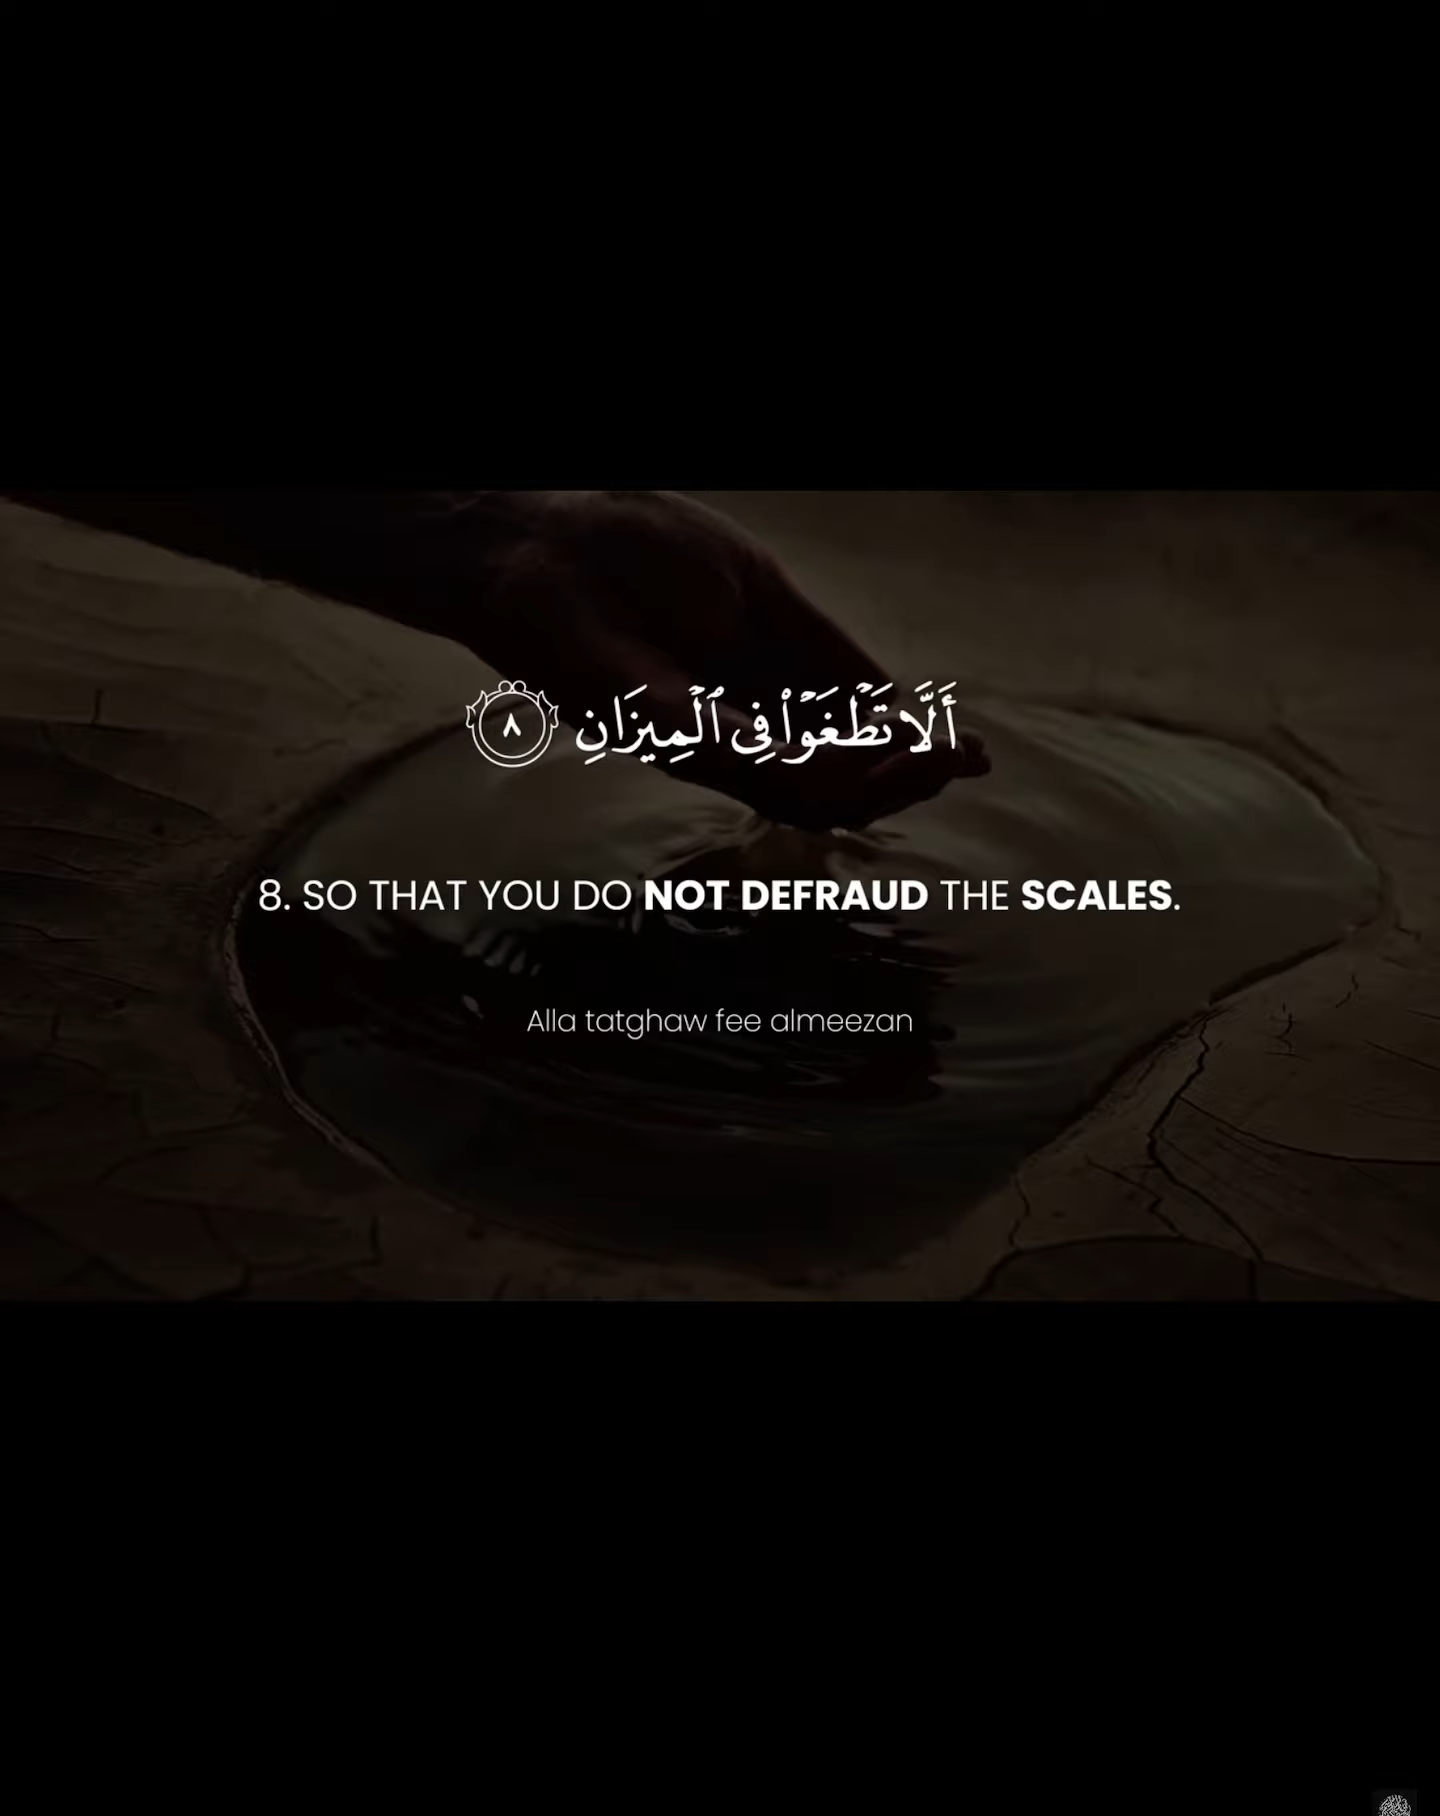 أَلَّا تَطْغَوْا۟ فِى ٱلْمِيزَانِ ٨
8. SO THAT YOU DO NOT DEFRAUD THE SCALES.
Alla tatghaw fee almeezan